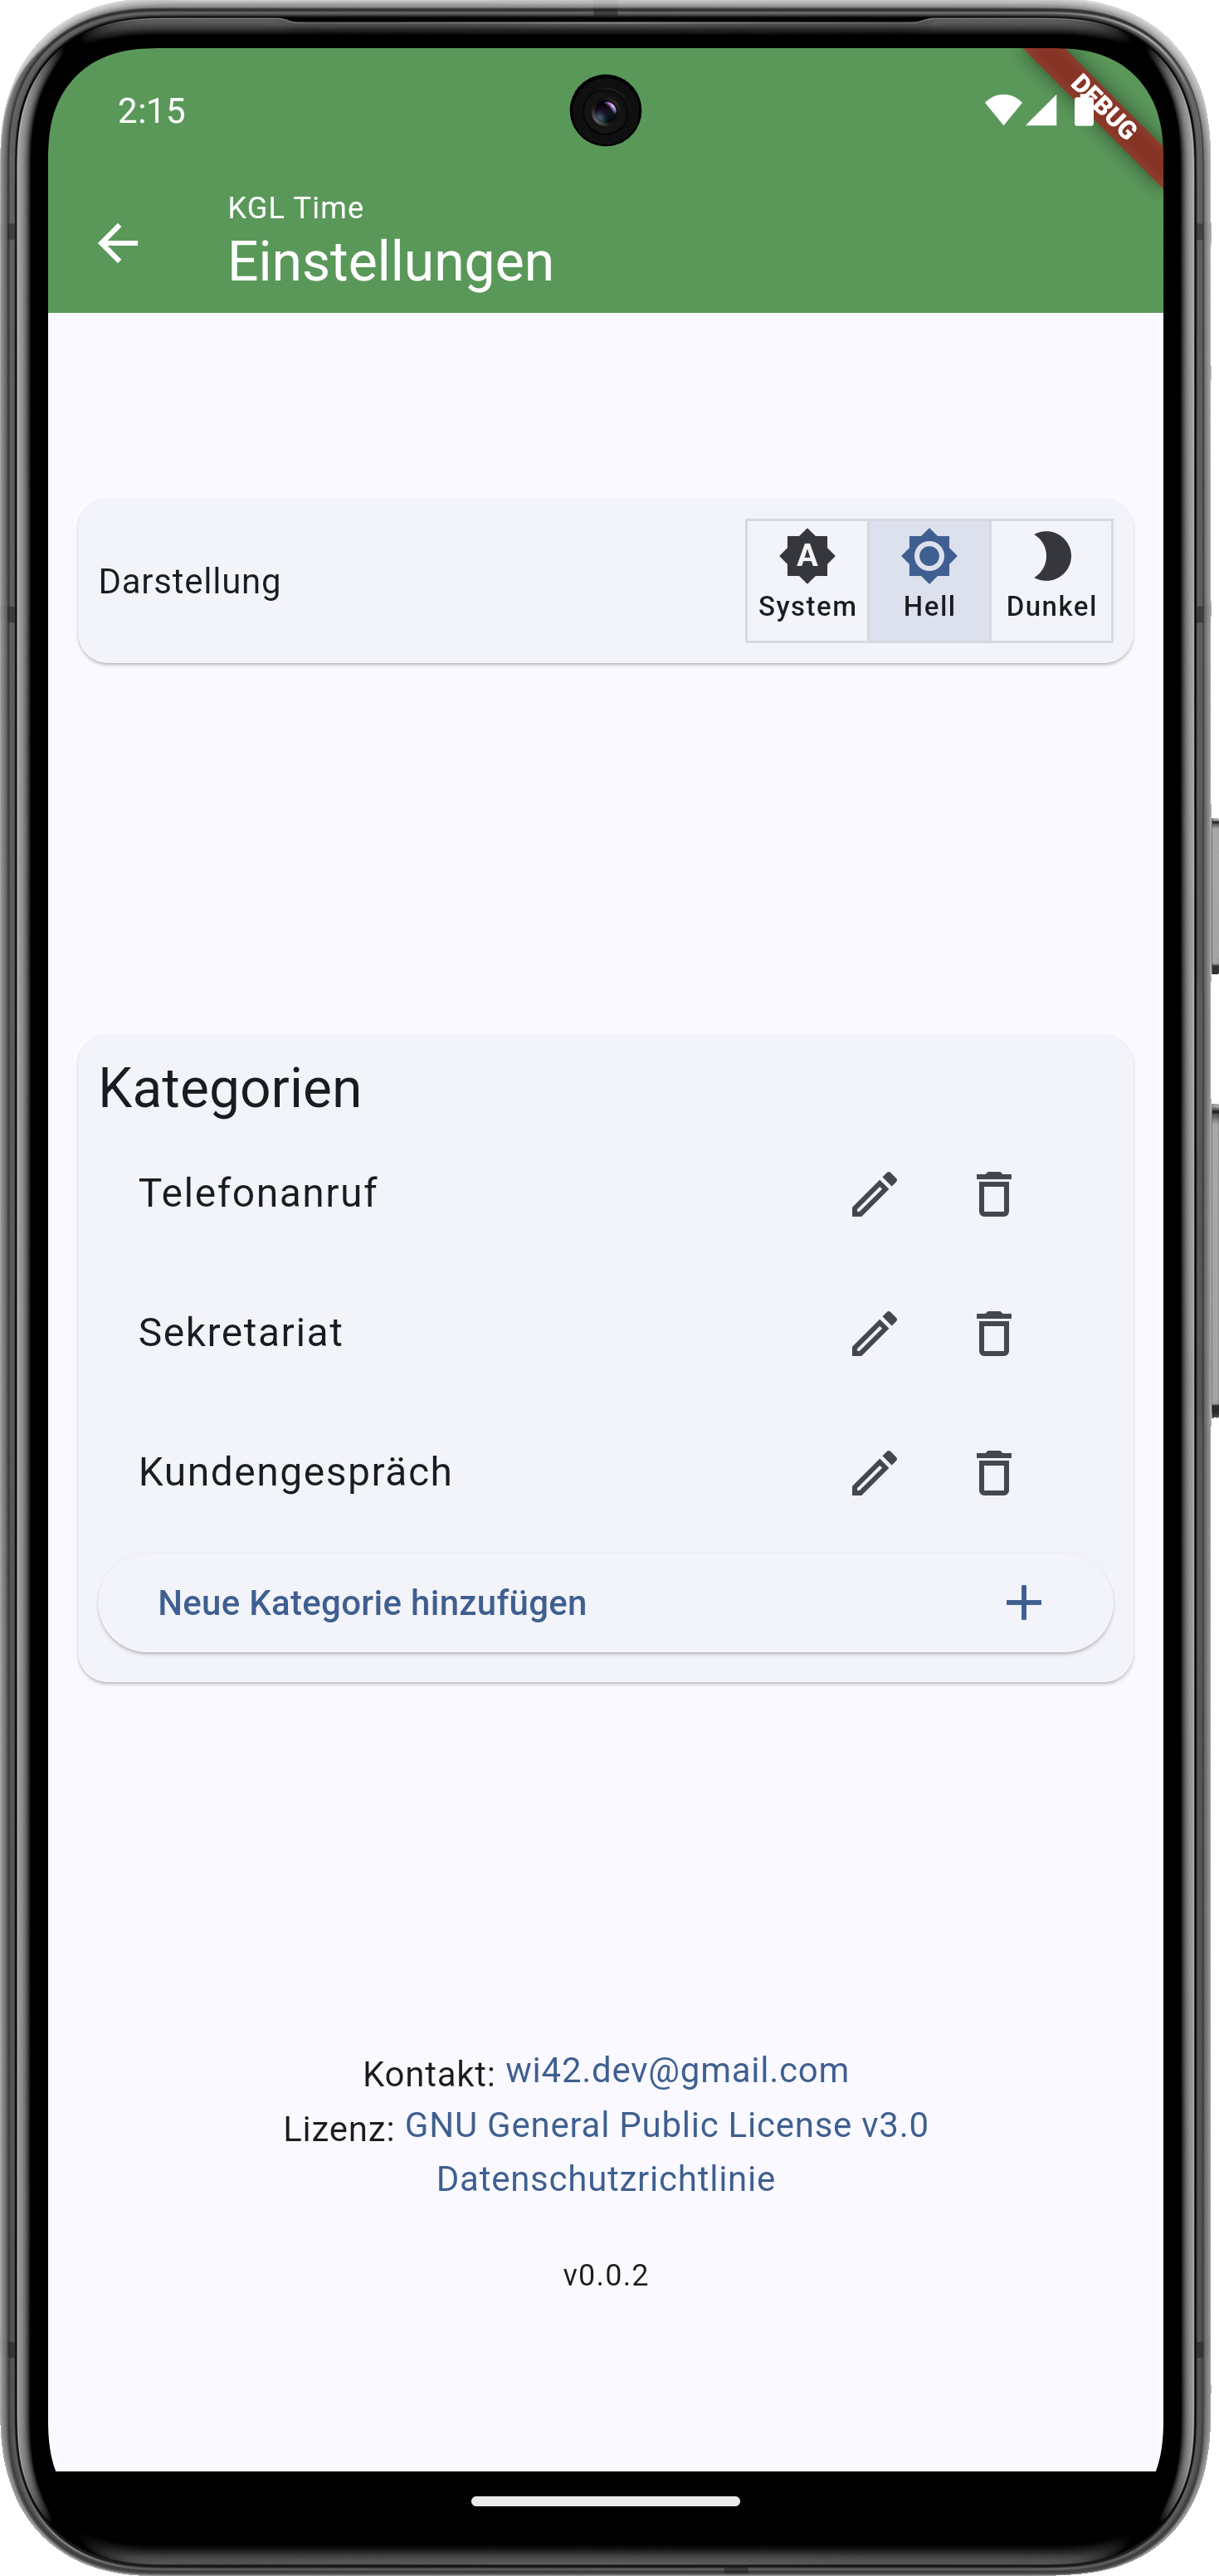 2:15
DEBUG
KGL Time
Einstellungen
Darstellung
A
System
Hell
Dunkel
Kategorien
Telefonanruf
Sekretariat
Kundengespräch
Neue Kategorie hinzufügen
Kontakt: wi42.dev@gmail.com
Lizenz: GNU General Public License v3.0
Datenschutzrichtlinie
v0.0.2